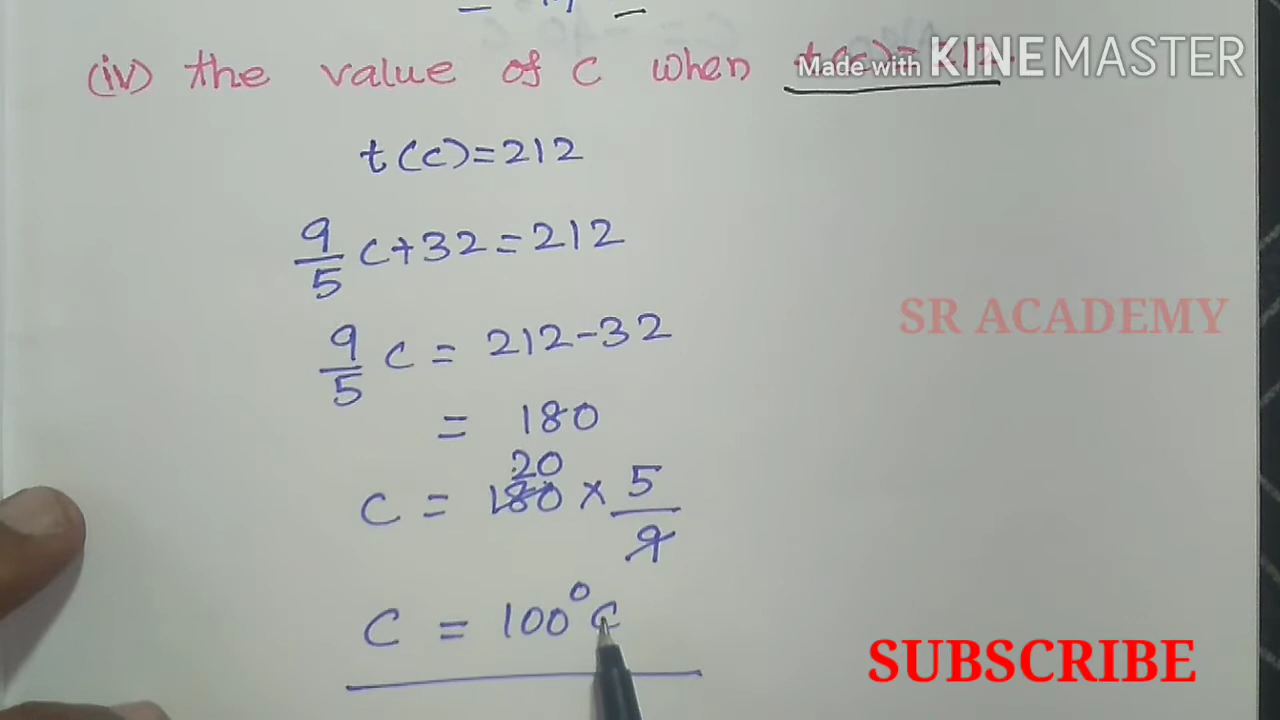 (iv) the value of C when t(c) = 212.
Made with KINEMASTER
t(c)=212
9/5 C+32=212
9/5 C = 212-32
= 180
20
C = 180 × 5/9
C = 100°C
SR ACADEMY
SUBSCRIBE